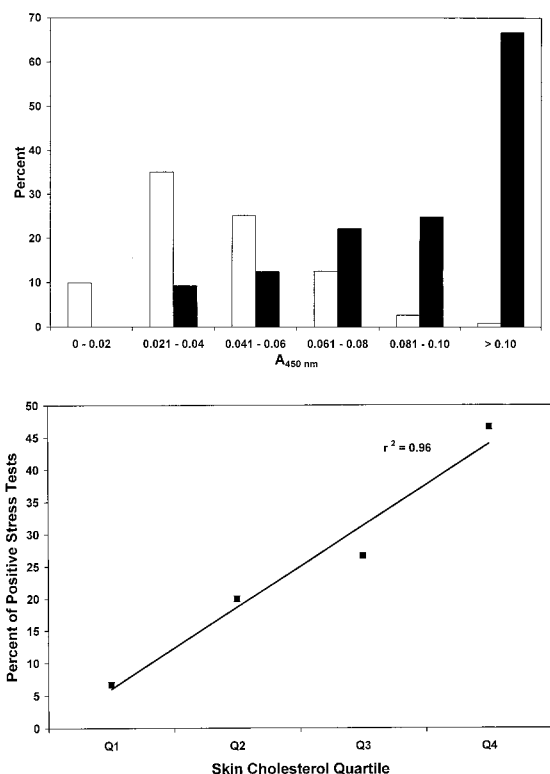 70
60
50
40
30
20
10
0
Percent
0 - 0.02 0.021 - 0.04 0.041 - 0.06 0.061 - 0.08 0.081 - 0.10 > 0.10
A450 nm
50
45
40
35
30
25
20
15
10
5
0
Percent of Positive Stress Tests
r 2 = 0.96
Q1 Q2 Q3 Q4
Skin Cholesterol Quartile